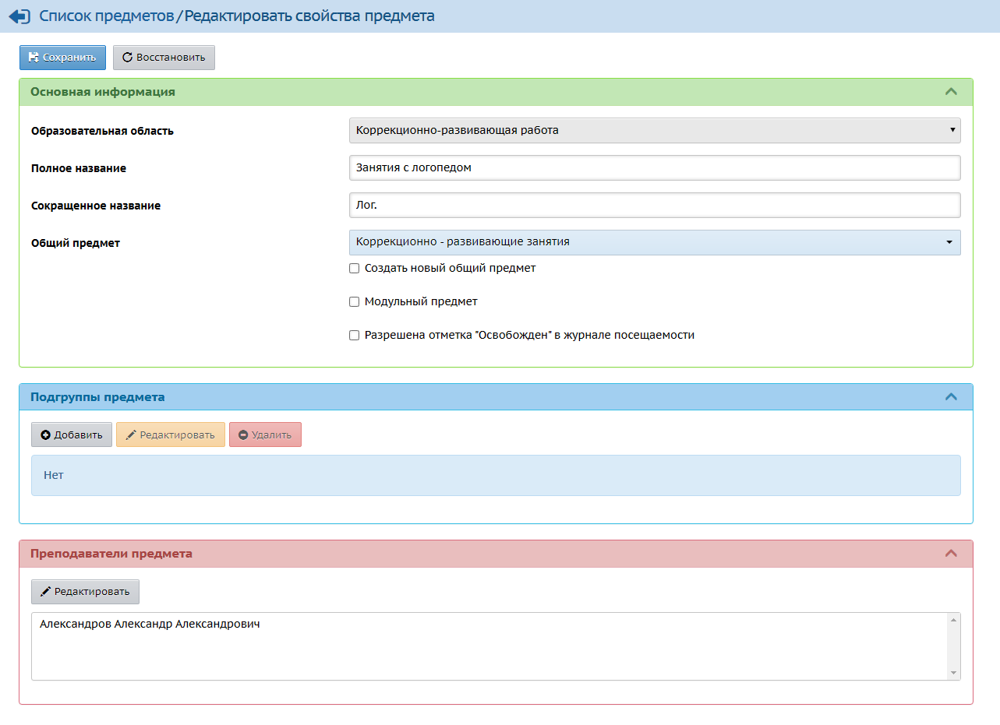 Список предметов/Редактировать свойства предмета
Сохранить Восстановить
Основная информация
Образовательная область Коррекционно-развивающая работа
Полное название Занятия с логопедом
Сокращенное название Лог.
Общий предмет Коррекционно - развивающие занятия
Создать новый общий предмет
Модульный предмет
Разрешена отметка "Освобожден" в журнале посещаемости
Подгруппы предмета
Добавить Редактировать Удалить
Нет
Преподаватели предмета
Редактировать
Александров Александр Александрович